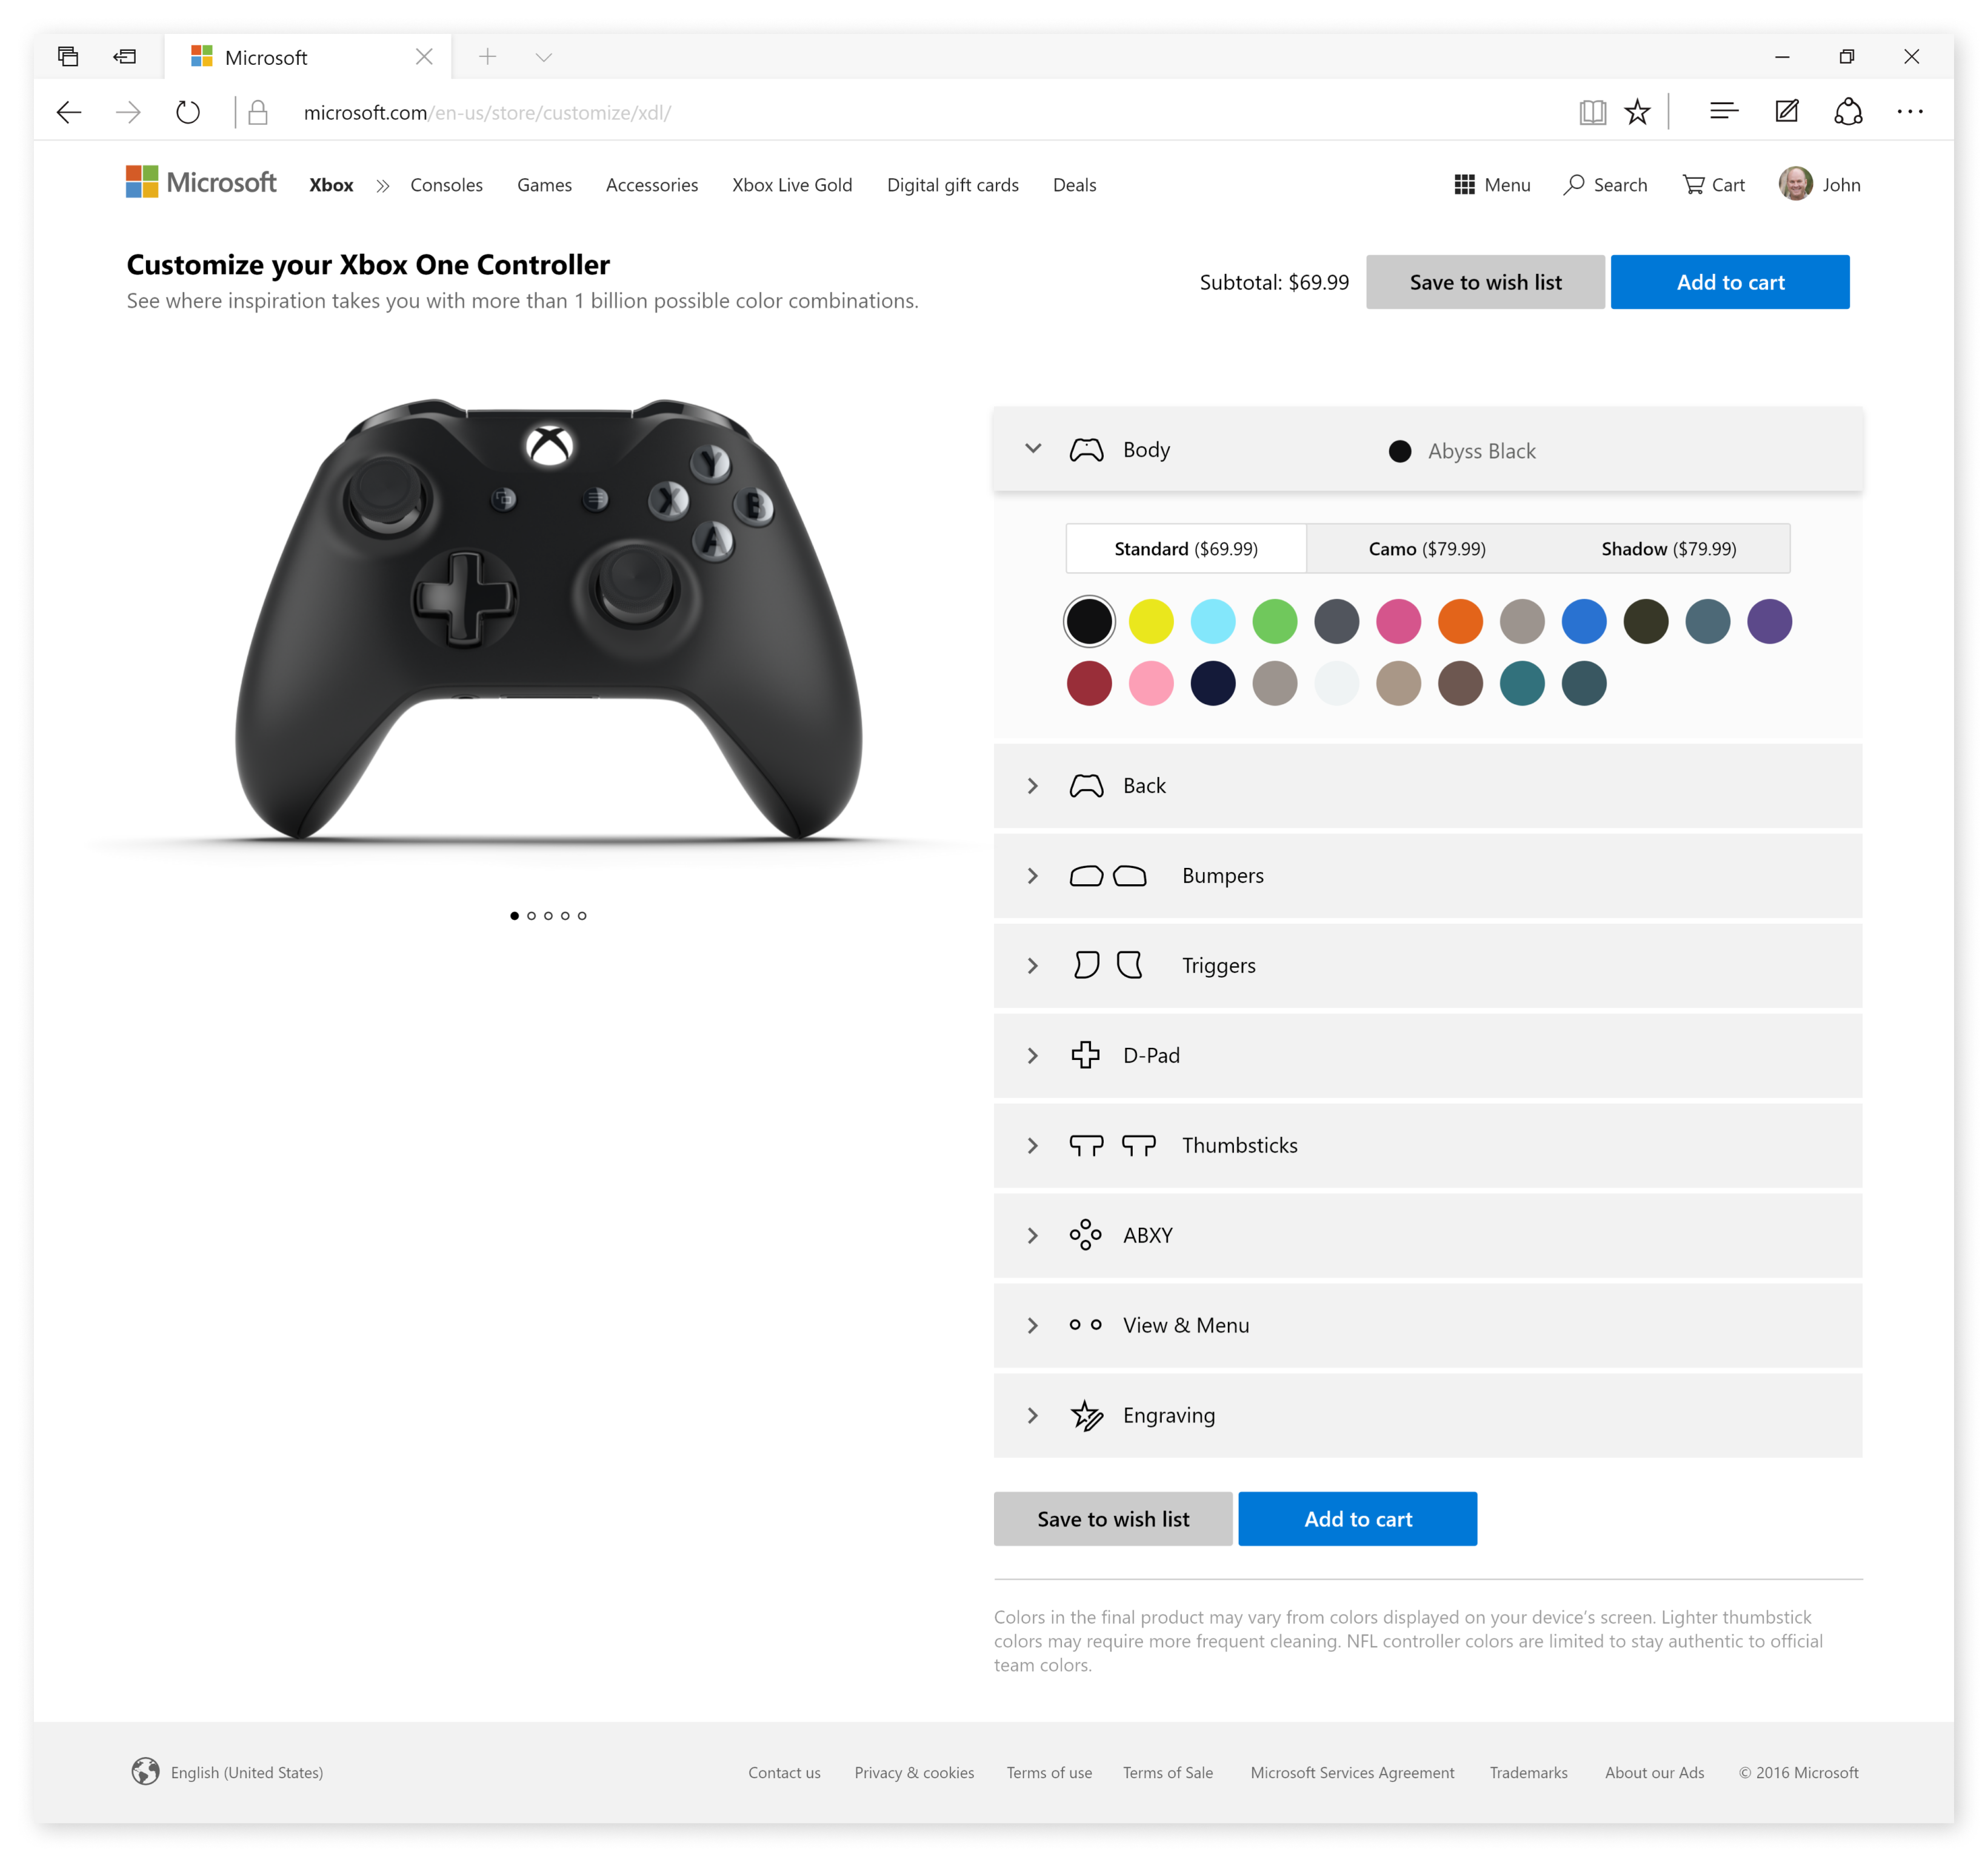 Microsoft
microsoft.com/en-us/store/customize/xdl/
Microsoft Xbox Consoles Games Accessories Xbox Live Gold Digital gift cards Deals Menu Search Cart John
Customize your Xbox One Controller
See where inspiration takes you with more than 1 billion possible color combinations.
Subtotal: $69.99 Save to wish list Add to cart
Y
X B
A
Body Abyss Black
Standard ($69.99) Camo ($79.99) Shadow ($79.99)
Back
Bumpers
Triggers
D-Pad
Thumbsticks
ABXY
View & Menu
Engraving
Save to wish list Add to cart
Colors in the final product may vary from colors displayed on your device's screen. Lighter thumbstick
colors may require more frequent cleaning. NFL controller colors are limited to stay authentic to official
team colors.
English (United States) Contact us Privacy & cookies Terms of use Terms of Sale Microsoft Services Agreement Trademarks About our Ads © 2016 Microsoft